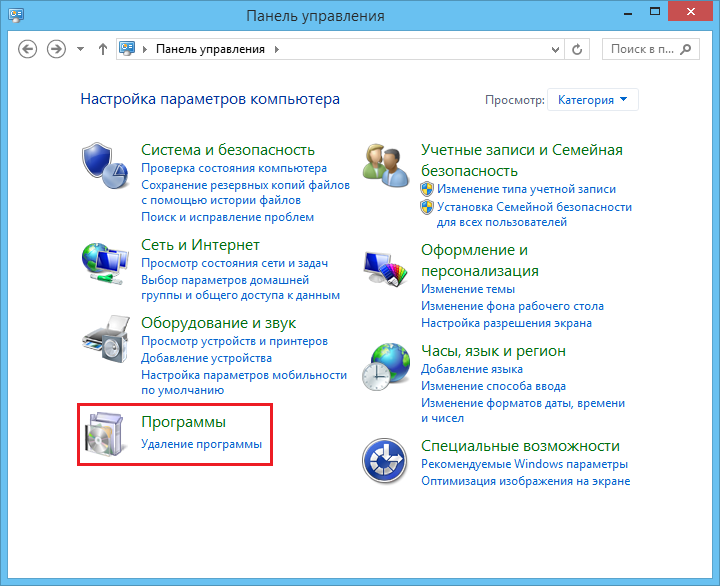 Панель управления
Панель управления
Поиск в п...
Настройка параметров компьютера
Просмотр: Категория
Система и безопасность
Проверка состояния компьютера
Сохранение резервных копий файлов
с помощью истории файлов
Поиск и исправление проблем
Сеть и Интернет
Просмотр состояния сети и задач
Выбор параметров домашней
группы и общего доступа к данным
Оборудование и звук
Просмотр устройств и принтеров
Добавление устройства
Настройка параметров мобильности
по умолчанию
Программы
Удаление программы
Учетные записи и Семейная
безопасность
Изменение типа учетной записи
Установка Семейной безопасности
для всех пользователей
Оформление и
персонализация
Изменение темы
Изменение фона рабочего стола
Настройка разрешения экрана
Часы, язык и регион
Добавление языка
Изменение способа ввода
Изменение форматов даты, времени
и чисел
Специальные возможности
Рекомендуемые Windows параметры
Оптимизация изображения на экране